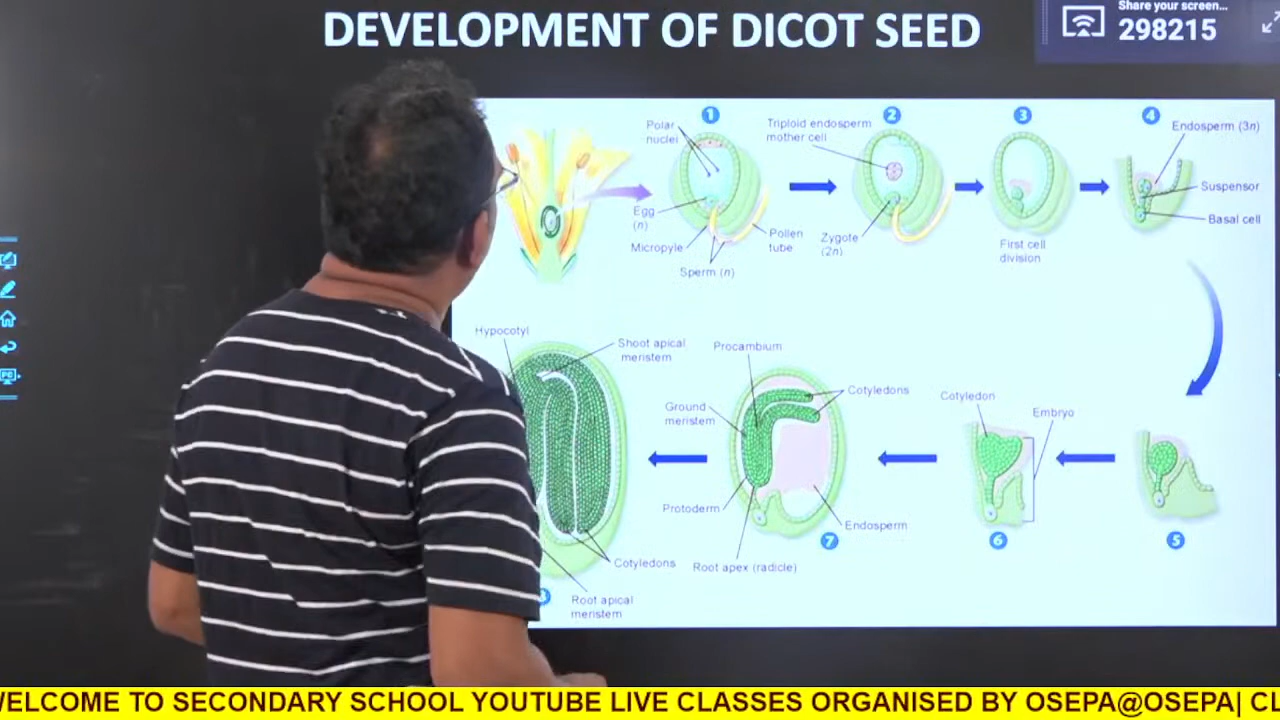 DEVELOPMENT OF DICOT SEED
Share your screen...
298215
1
2
3
4
Polar
nuclei
Triploid endosperm
mother cell
Endosperm (3n)
Suspensor
Basal cell
Egg
(n)
Micropyle
Sperm (n)
Pollen
tube
Zygote
(2n)
First cell
division
Hypocotyl
Shoot apical
meristem
Procambium
Cotyledons
Ground
meristem
Cotyledon
Embryo
Protoderm
Endosperm
Root apex (radicle)
7
6
5
Cotyledons
Root apical
meristem
PC
WELCOME TO SECONDARY SCHOOL YOUTUBE LIVE CLASSES ORGANISED BY OSEPA@OSEPA| CL